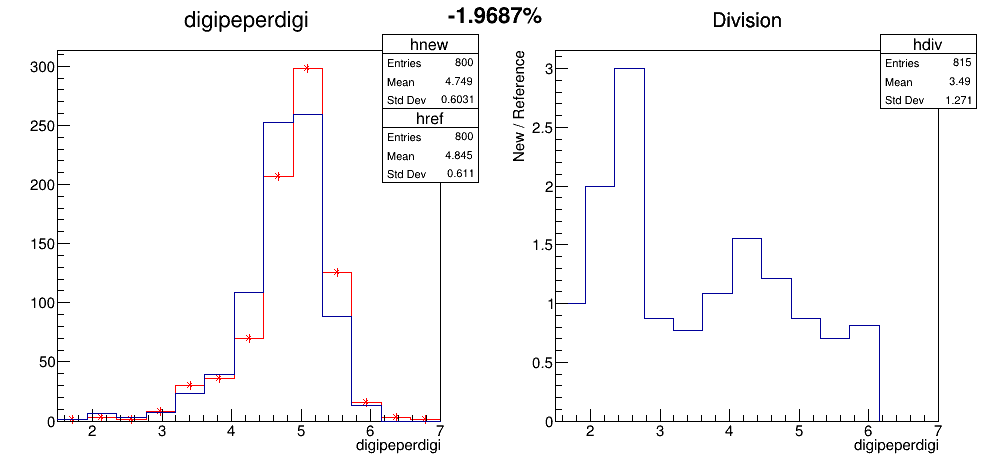 digipeperdigi
-1.9687%
Division
hnew
Entries 800
Mean 4.749
Std Dev 0.6031
href
Entries 800
Mean 4.845
Std Dev 0.611
300
250
200
150
100
50
0
2 3 4 5 6 7
digipeperdigi
hdiv
Entries 815
Mean 3.49
Std Dev 1.271
New / Reference
3
2.5
2
1.5
1
0.5
0
2 3 4 5 6 7
digipeperdigi